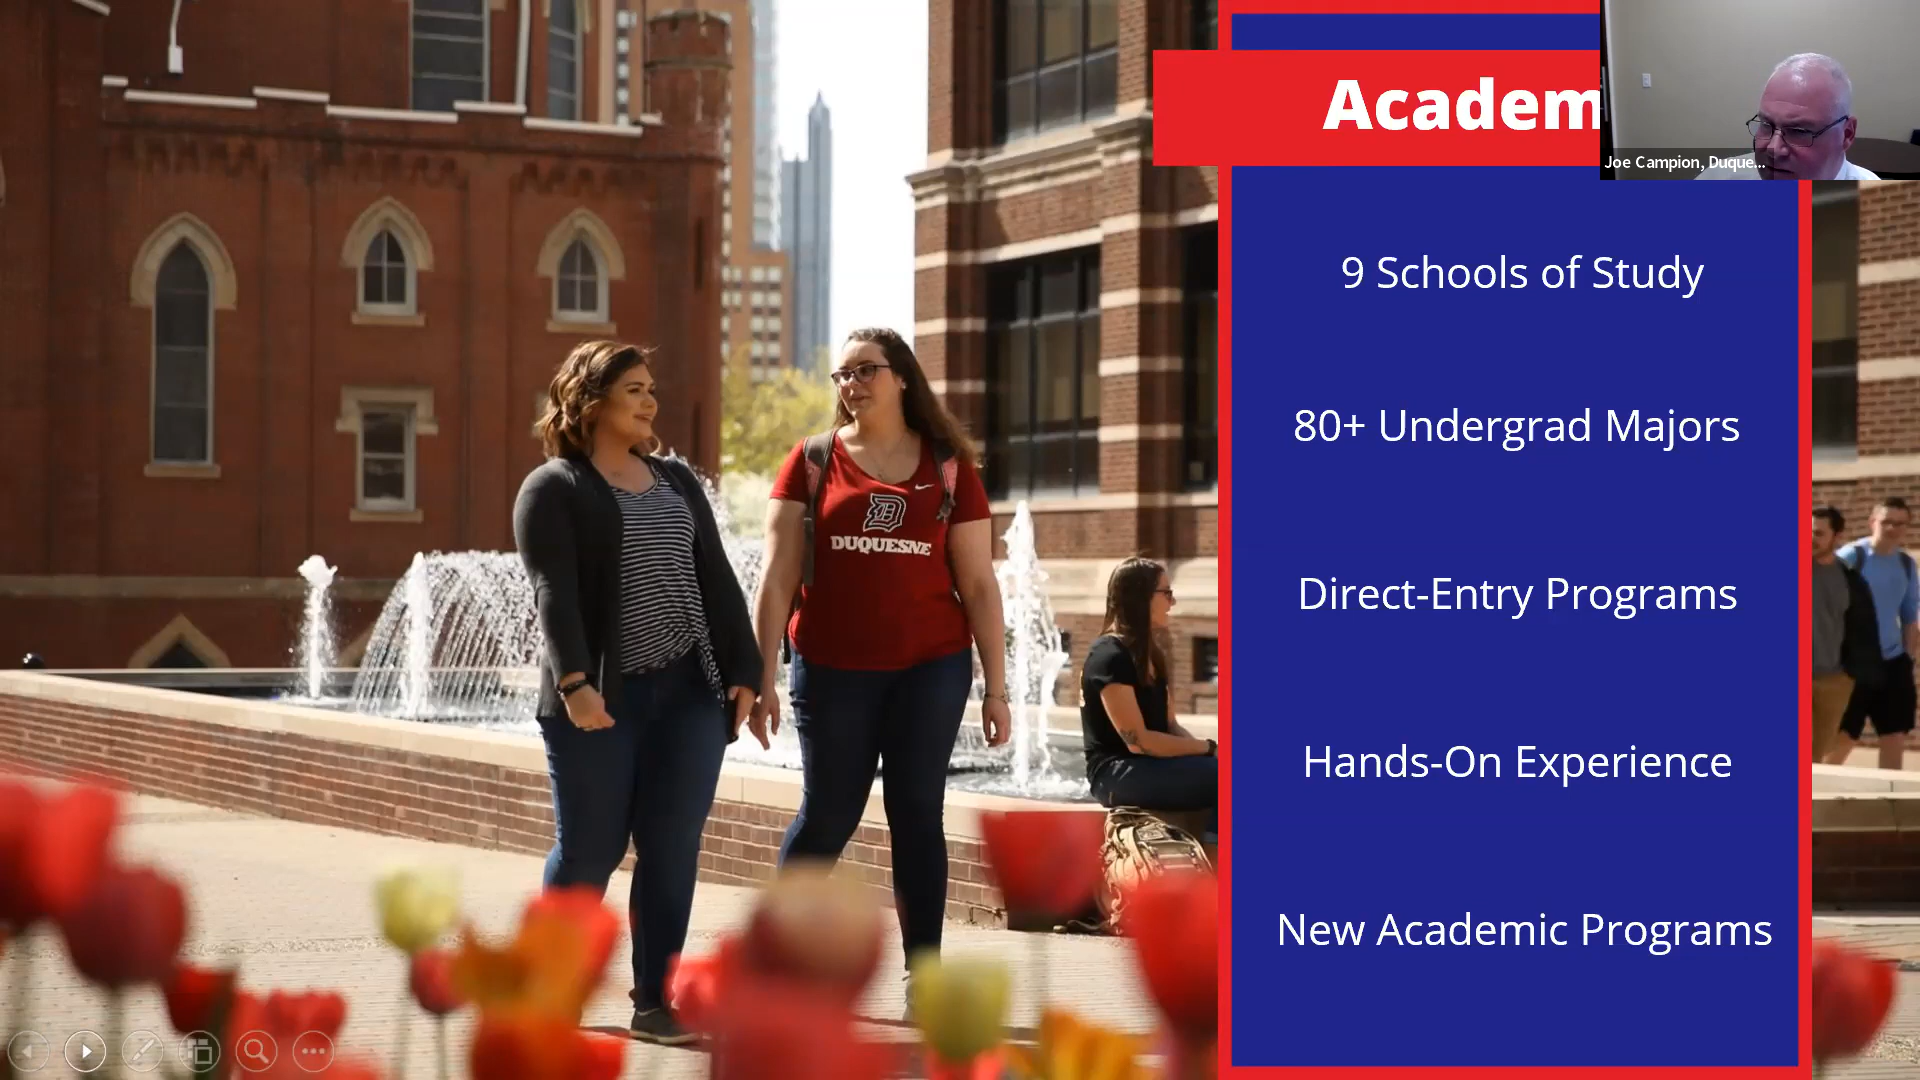 Academ
Joe Campion, Duque...
9 Schools of Study
80+ Undergrad Majors
D
DUQUESNE
Direct-Entry Programs
Hands-On Experience
New Academic Programs